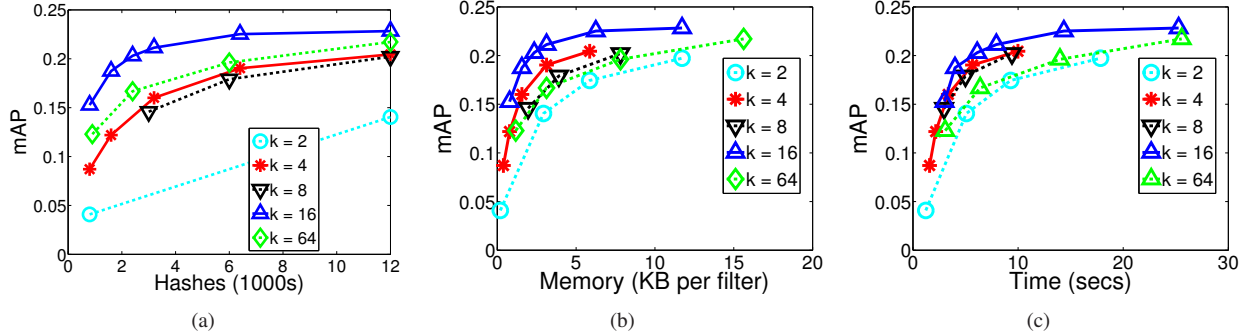 0.25
0.2
0.15
0.1
0.05
0
mAP
0 2 4 6 8 10 12
Hashes (1000s)
k = 2
k = 4
k = 8
k = 16
k = 64
(a)
0.25
0.2
0.15
0.1
0.05
0
mAP
0 5 10 15 20
Memory (KB per filter)
k = 2
k = 4
k = 8
k = 16
k = 64
(b)
0.25
0.2
0.15
0.1
0.05
0
mAP
0 10 20 30
Time (secs)
k = 2
k = 4
k = 8
k = 16
k = 64
(c)